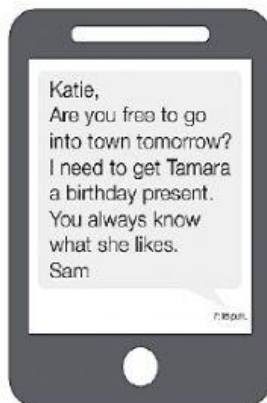 Katie,
Are you free to go
into town tomorrow?
I need to get Tamara
a birthday present.
You always know
what she likes.
Sam
p.m.